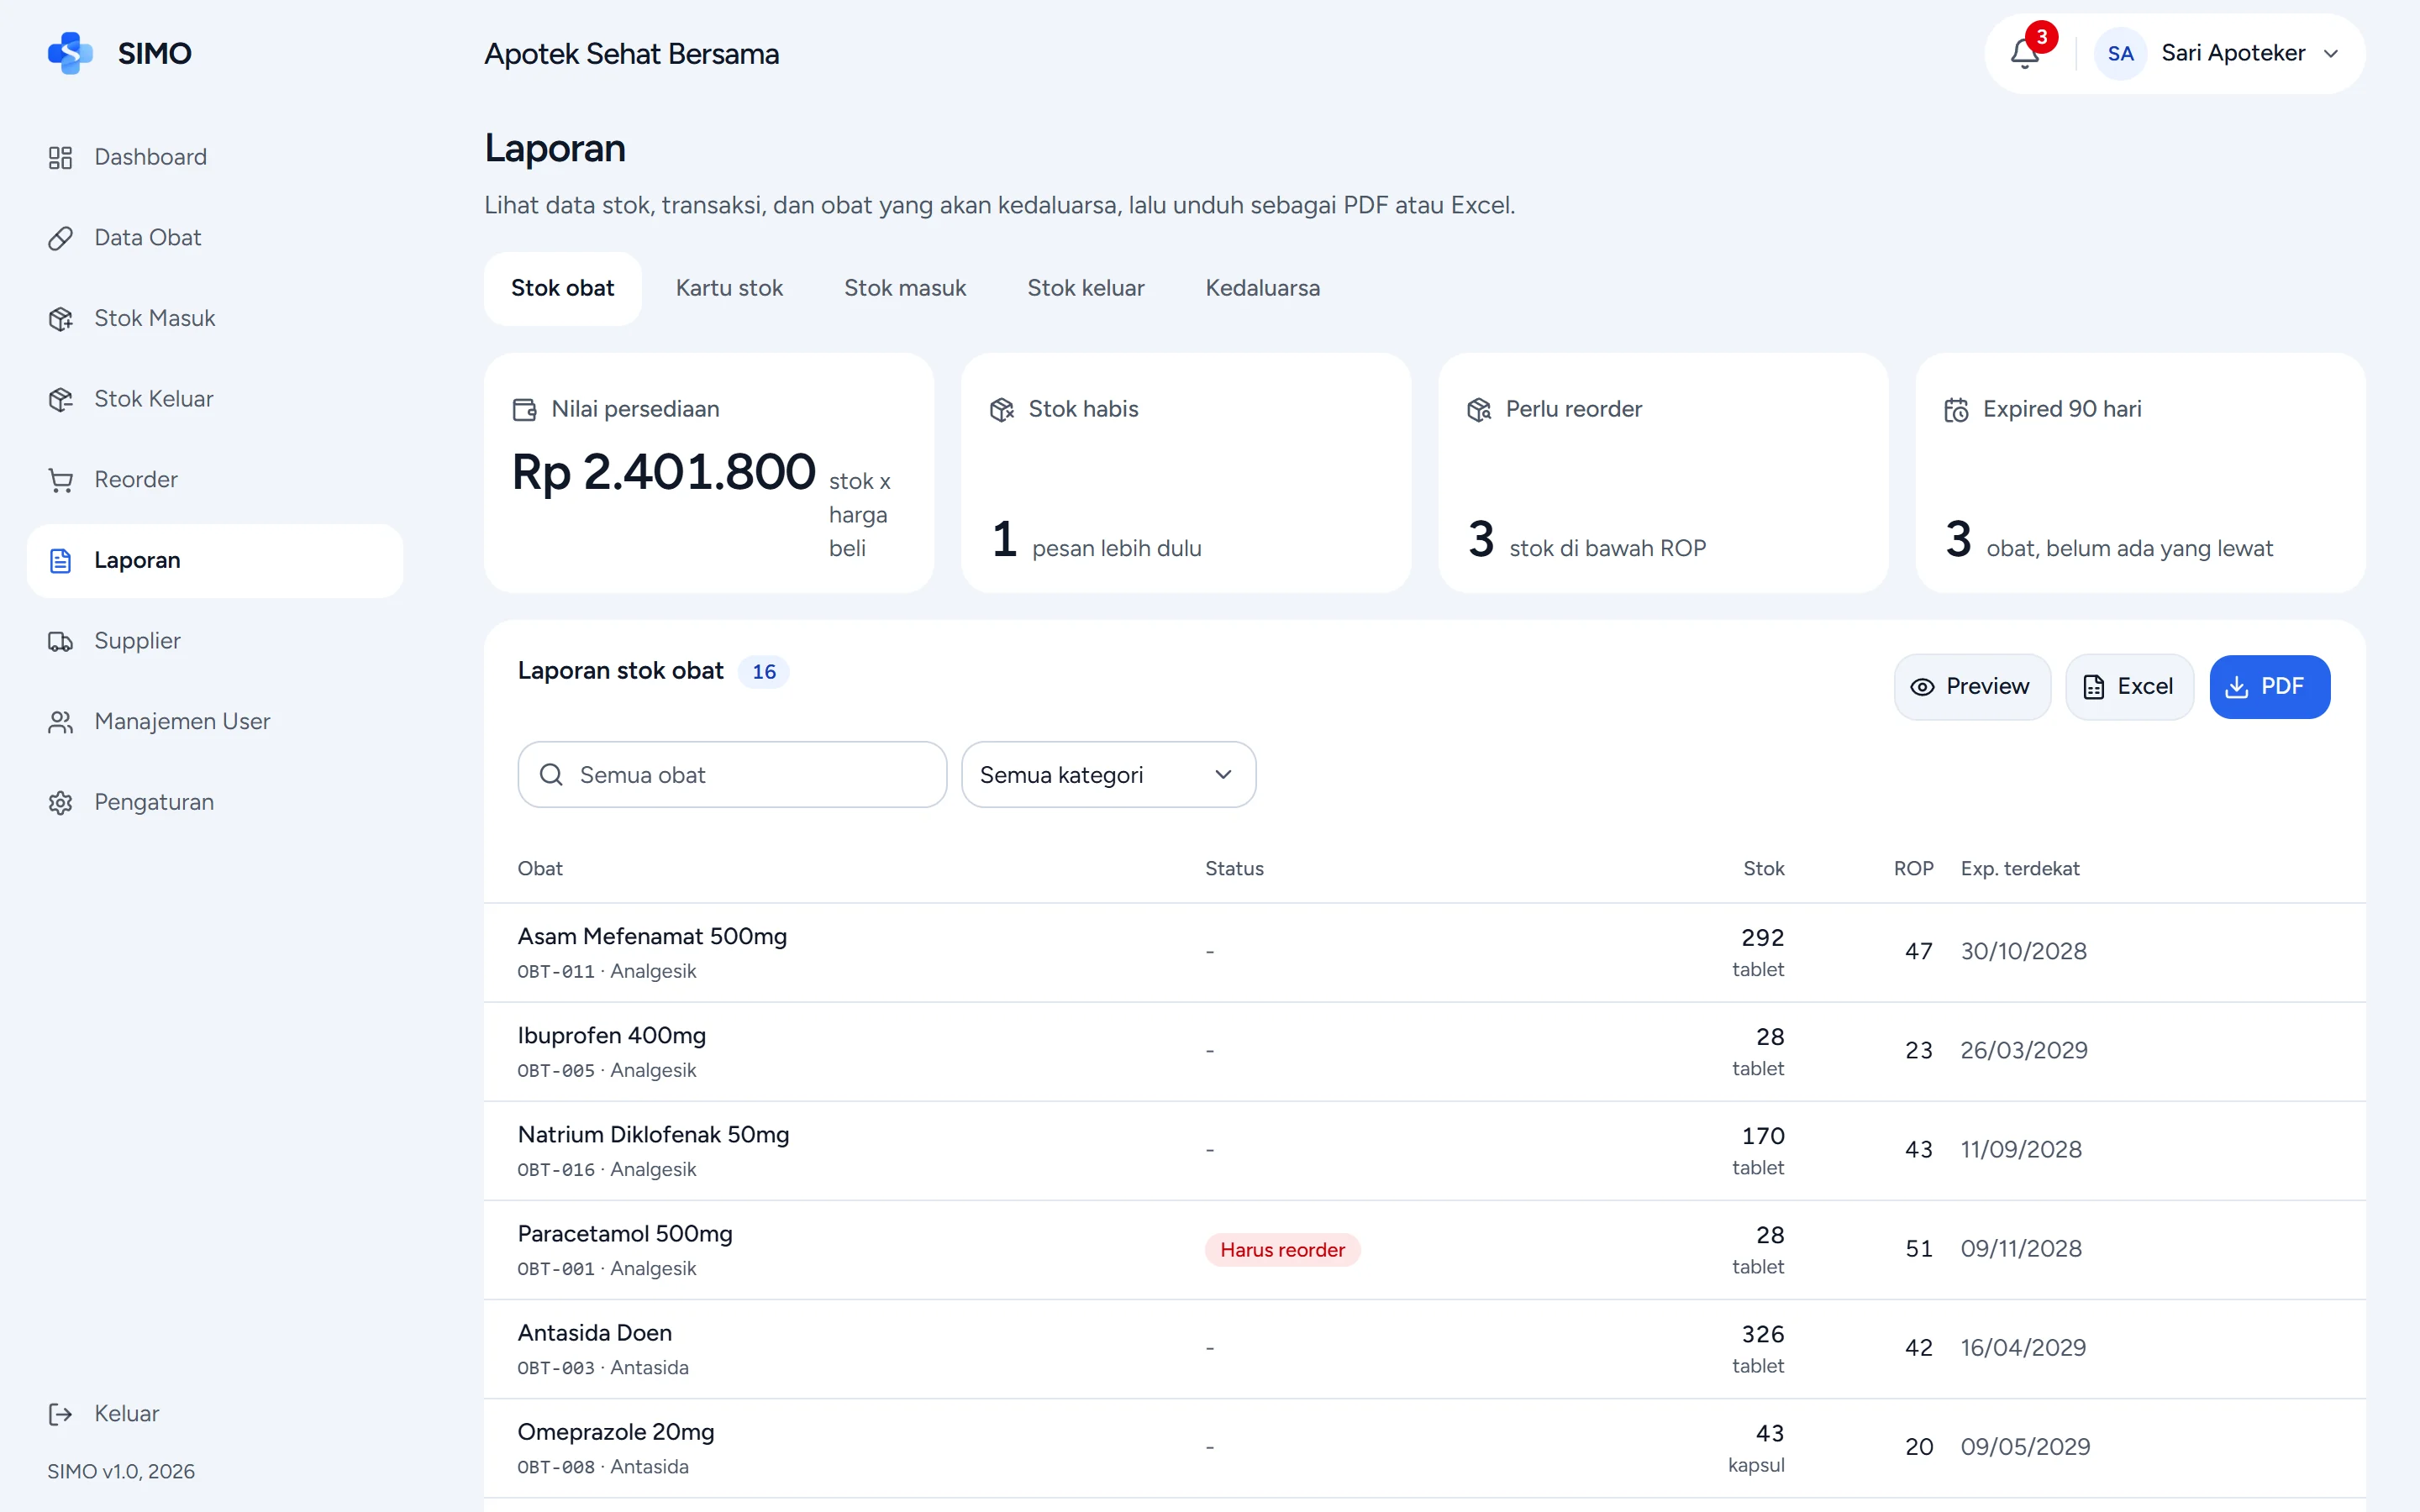 SIMO
Apotek Sehat Bersama
3
SA
Sari Apoteker
Dashboard
Data Obat
Stok Masuk
Stok Keluar
Reorder
Laporan
Supplier
Manajemen User
Pengaturan
Keluar
SIMO v1.0, 2026
Laporan
Lihat data stok, transaksi, dan obat yang akan kedaluarsa, lalu unduh sebagai PDF atau Excel.
Stok obat
Kartu stok
Stok masuk
Stok keluar
Kedaluarsa
Nilai persediaan
Rp 2.401.800
stok x
harga
beli
Stok habis
1 pesan lebih dulu
Perlu reorder
3 stok di bawah ROP
Expired 90 hari
3 obat, belum ada yang lewat
Laporan stok obat 16
Preview
Excel
PDF
Semua obat
Semua kategori
Obat Status Stok ROP Exp. terdekat
Asam Mefenamat 500mg
OBT-011 · Analgesik
-
292
tablet
47
30/10/2028
Ibuprofen 400mg
OBT-005 · Analgesik
-
28
tablet
23
26/03/2029
Natrium Diklofenak 50mg
OBT-016 · Analgesik
-
170
tablet
43
11/09/2028
Paracetamol 500mg
OBT-001 · Analgesik
Harus reorder
28
tablet
51
09/11/2028
Antasida Doen
OBT-003 · Antasida
-
326
tablet
42
16/04/2029
Omeprazole 20mg
OBT-008 · Antasida
-
43
kapsul
20
09/05/2029